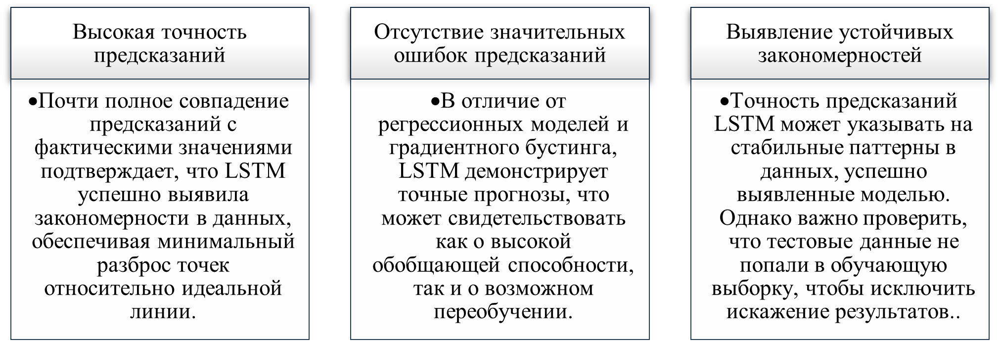 Высокая точность
предсказаний
•Почти полное совпадение
предсказаний с
фактическими значениями
подтверждает, что LSTM
успешно выявила
закономерности в данных,
обеспечивая минимальный
разброс точек
относительно идеальной
линии.
Отсутствие значительных
ошибок предсказаний
•В отличие от
регрессионных моделей и
градиентного бустинга,
LSTM демонстрирует
точные прогнозы, что
может свидетельствовать
как о высокой
обобщающей способности,
так и о возможном
переобучении.
Выявление устойчивых
закономерностей
•Точность предсказаний
LSTM может указывать на
стабильные паттерны в
данных, успешно
выявленные моделью.
Однако важно проверить,
что тестовые данные не
попали в обучающую
выборку, чтобы исключить
искажение результатов..